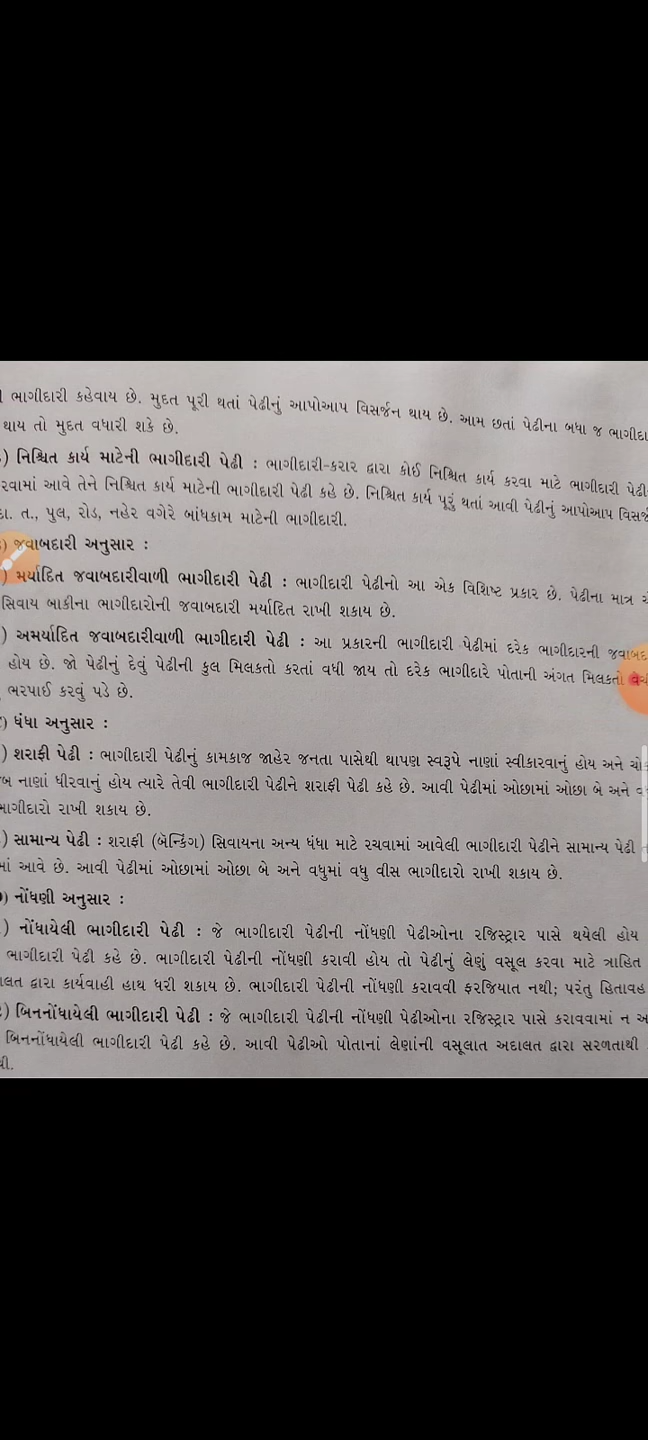 ભાગીદારી કહેવાય છે. મુદત પૂરી થતાં પેઢીનું આપોઆપ વિસર્જન થાય છે. આમ છતાં પેઢીના બધા જ
થાય તો મુદત વધારી શકે છે.
નિશ્ચિત કાર્ય માટેની ભાગીદારી પેઢી : ભાગીદારી-કરાર દ્વારા કોઈ નિશ્ચિત કાર્ય કરવા માટે ભાગીદારી પેઢી
આવે તેને નિશ્ચિત કાર્ય માટેની ભાગીદારી પેઢી કહે છે. નિશ્ચિત કાર્ય પૂરું થતાં આવી પેઢીનું આપોઆપ
ત., પુલ, રોડ, નહેર વગેરે બાંધકામ માટેની ભાગીદારી.
જવાબદારી અનુસાર :
મર્યાદિત જવાબદારીવાળી ભાગીદારી પેઢી : ભાગીદારી પેઢીનો આ એક વિશિષ્ટ પ્રકાર છે. પેઢીના માત્ર
સિવાય બાકીના ભાગીદારોની જવાબદારી મર્યાદિત રાખી શકાય છે.
) અમર્યાદિત જવાબદારીવાળી ભાગીદારી પેઢી : આ પ્રકારની ભાગીદારી પેઢીમાં દરેક ભાગીદારની
હોય છે. જો પેઢીનું દેવું પેઢીની કુલ મિલકતો કરતાં વધી જાય તો દરેક ભાગીદારે પોતાની અંગત મિલકતો
ભરપાઈ કરવું પડે છે.
) ધંધા અનુસાર :
) શરાફી પેઢી : ભાગીદારી પેઢીનું કામકાજ જાહેર જનતા પાસેથી થાપણ સ્વરૂપે નાણાં સ્વીકારવાનું હોય અને
નાણાં ધીરવાનું હોય ત્યારે તેવી ભાગીદારી પેઢીને શરાફી પેઢી કહે છે. આવી પેઢીમાં ઓછામાં ઓછા બે અને
ભાગીદારો રાખી શકાય છે.
) સામાન્ય પેઢી : શરાફી (બૅન્કિંગ) સિવાયના અન્ય ધંધા માટે રચવામાં આવેલી ભાગીદારી પેઢીને સામાન્ય પેઢી
આવે છે. આવી પેઢીમાં ઓછામાં ઓછા બે અને વધુમાં વધુ વીસ ભાગીદારો રાખી શકાય છે.
) નોંધણી અનુસાર :
) નોંધાયેલી ભાગીદારી પેઢી : જે ભાગીદારી પેઢીની નોંધણી પેઢીઓના રજિસ્ટ્રાર પાસે થયેલી હોય
ભાગીદારી પેઢી કહે છે. ભાગીદારી પેઢીની નોંધણી કરાવી હોય તો પેઢીનું લેણું વસૂલ કરવા માટે ત્રાહિત
દ્વારા કાર્યવાહી હાથ ધરી શકાય છે. ભાગીદારી પેઢીની નોંધણી કરાવવી ફરજિયાત નથી; પરંતુ હિતાવહ
) બિનનોંધાયેલી ભાગીદારી પેઢી : જે ભાગીદારી પેઢીની નોંધણી પેઢીઓના રજિસ્ટ્રાર પાસે કરાવવામાં ન
બિનનોંધાયેલી ભાગીદારી પેઢી કહે છે. આવી પેઢીઓ પોતાનાં લેણાંની વસૂલાત અદાલત દ્વારા સરળતાથી